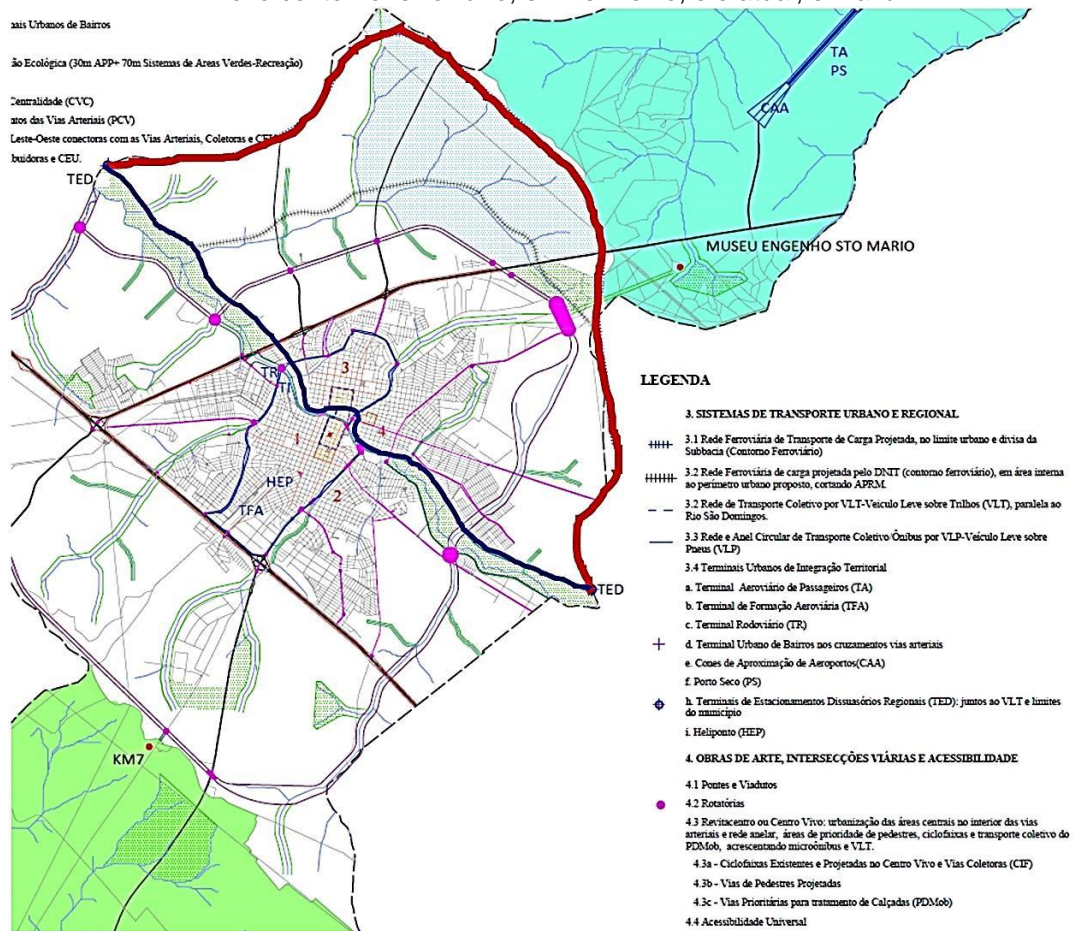 ais Urbanos de Bairros
ão Ecológica (30m APP+ 70m Sistemas de Areas Verdes-Recreação)
Centralidade (CVC)
atos das Vias Arteriais (PCV)
Leste-Oeste conectoras com as Vias Arteriais, Coletoras e CEU
buidoras e CEU.
TED
TA
PS
CAA
MUSEU ENGENHO STO MARIO
TR
TI
3
1
4
2
HEP
TFA
TED
KM7
LEGENDA
3. SISTEMAS DE TRANSPORTE URBANO E REGIONAL
3.1 Rede Ferroviária de Transporte de Carga Projetada, no limite urbano e divisa da
Subbacia (Contorno Ferroviário)
3.2 Rede Ferroviária de carga projetada pelo DNIT (contorno ferroviário), em área interna
ao perímetro urbano proposto, cortando APRM.
3.2 Rede de Transporte Coletivo por VLT-Veículo Leve sobre Trilhos (VLT), paralela ao
Rio São Domingos.
3.3 Rede e Anel Circular de Transporte Coletivo/Ônibus por VLP-Veículo Leve sobre
Pneus (VLP)
3.4 Terminais Urbanos de Integração Territorial
a. Terminal Aeroviário de Passageiros (TA)
b. Terminal de Formação Aeroviária (TFA)
c. Terminal Rodoviário (TR)
d. Terminal Urbano de Bairros nos cruzamentos vias arteriais
e. Cones de Aproximação de Aeroportos(CAA)
f. Porto Seco (PS)
h. Terminais de Estacionamentos Dissuasórios Regionais (TED): juntos ao VLT e limites
do município
i. Heliponto (HEP)
4. OBRAS DE ARTE, INTERSECÇÕES VIÁRIAS E ACESSIBILIDADE
4.1 Pontes e Viadutos
4.2 Rotatórias
4.3 Revitacentro ou Centro Vivo: urbanização das áreas centrais no interior das vias
arteriais e rede anelar, áreas de prioridade de pedestres, ciclofaixas e transporte coletivo do
PDMob, acrescentando microônibus e VLT.
4.3a - Ciclofaixas Existentes e Projetadas no Centro Vivo e Vias Coletoras (CIF)
4.3b - Vias de Pedestres Projetadas
4.3c - Vias Prioritárias para tratamento de Calçadas (PDMob)
4.4 Acessibilidade Universal